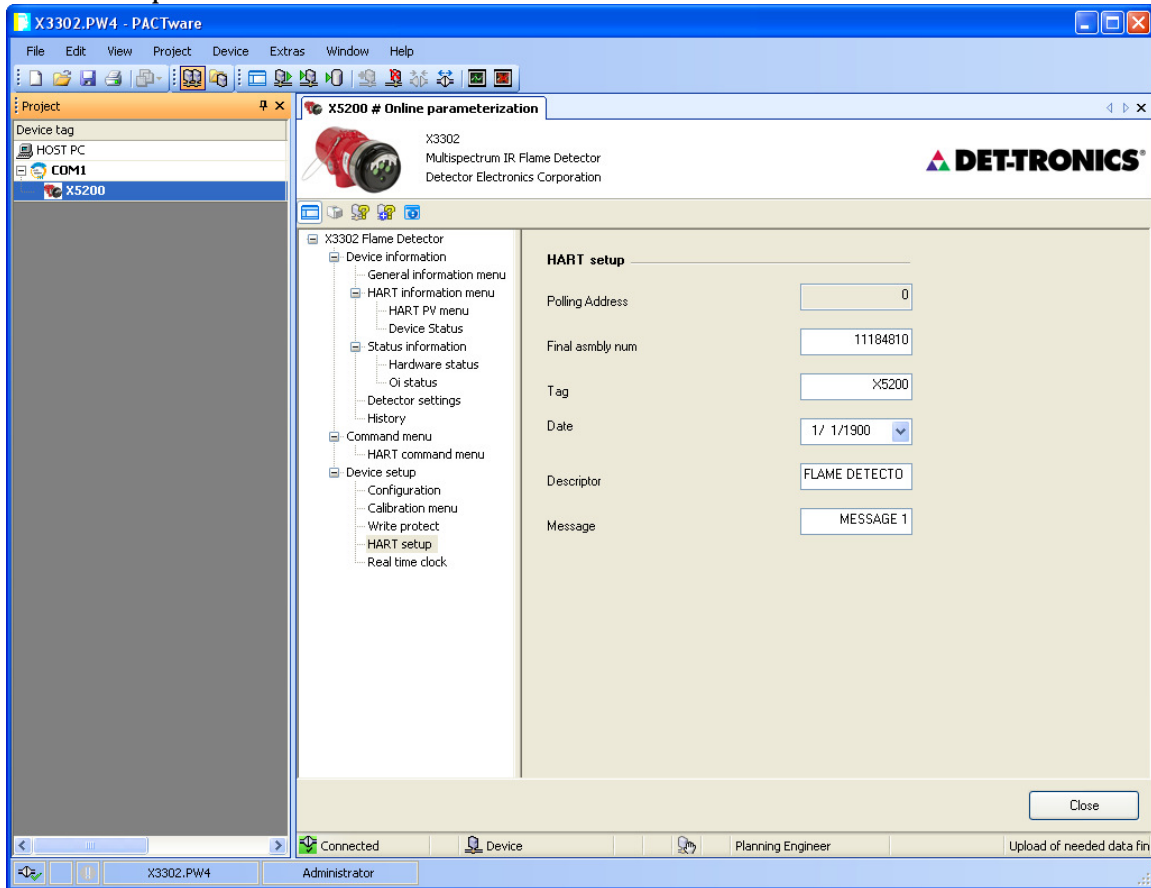 X3302.PW4 - PACTware
File Edit View Project Device Extras Window Help
Project
Device tag
HOST PC
COM1
X5200
X5200 # Online parameterization
X3302
Multispectrum IR Flame Detector
Detector Electronics Corporation
DET-TRONICS®
X3302 Flame Detector
Device information
General information menu
HART information menu
HART PV menu
Device Status
Status information
Hardware status
Oi status
Detector settings
History
Command menu
HART command menu
Device setup
Configuration
Calibration menu
Write protect
HART setup
Real time clock
HART setup
Polling Address 0
Final asmbly num 11184810
Tag X5200
Date 1/ 1/1900
Descriptor FLAME DETECTO
Message MESSAGE 1
Close
Connected Device Planning Engineer Upload of needed data fin
X3302.PW4 Administrator